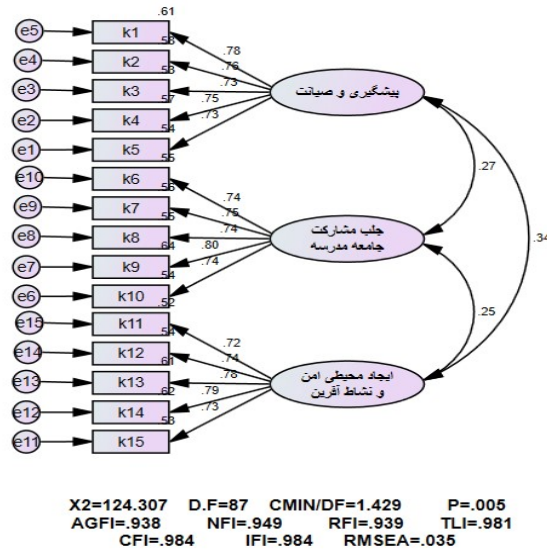 .61
e5 k1
.58 .78
e4 k2 .76
.53
e3 k3 .73 پیشگیری و صیانت
.57
e2 k4 .75
.54 .73
e1 k5
.55
e10 k6 .27
.55 .74
e9 k7 .75
.55
e8 k8 .74 جلب مشارکت
جامعه مدرسه .34
.64
e7 k9 .80
.54 .74
e6 k10
.52
e15 k11 .25
.54 .72
e14 k12 .74
.61
e13 k13 .78 ایجاد محیطی امن
و نشاط آفرین
.62
e12 k14 .79
.53 .73
e11 k15
X2=124.307 D.F=87 CMIN/DF=1.429 P=.005
AGFI=.938 NFI=.949 RFI=.939 TLI=.981
CFI=.984 IFI=.984 RMSEA=.035